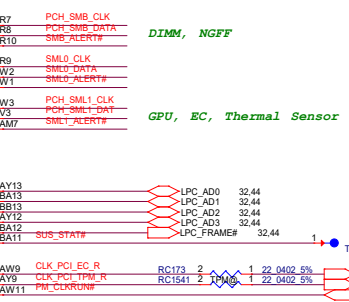 R7 PCH_SMB_CLK
R8 PCH_SMB_DATA DIMM, NGFF
R10 SMB_ALERT#
R9 SML0_CLK
W2 SML0_DATA
W1 SML0_ALERT#
W3 PCH_SML1_CLK
V3 PCH_SML1_DAT GPU, EC, Thermal Sensor
AM7 SML1_ALERT#
AY13 LPC_AD0 32,44
BA13 LPC_AD1 32,44
BB13 LPC_AD2 32,44
AY12 LPC_AD3 32,44
BA12 LPC_FRAME# 32,44
BA11 SUS_STAT# 1
AW9 CLK_PCI_EC_R RC173 2 1 22_0402_5%
AY9 CLK_PCI_TPM_R RC1541 2 TPM@ 1 22_0402_5%
AW11 PM_CLKRUN#